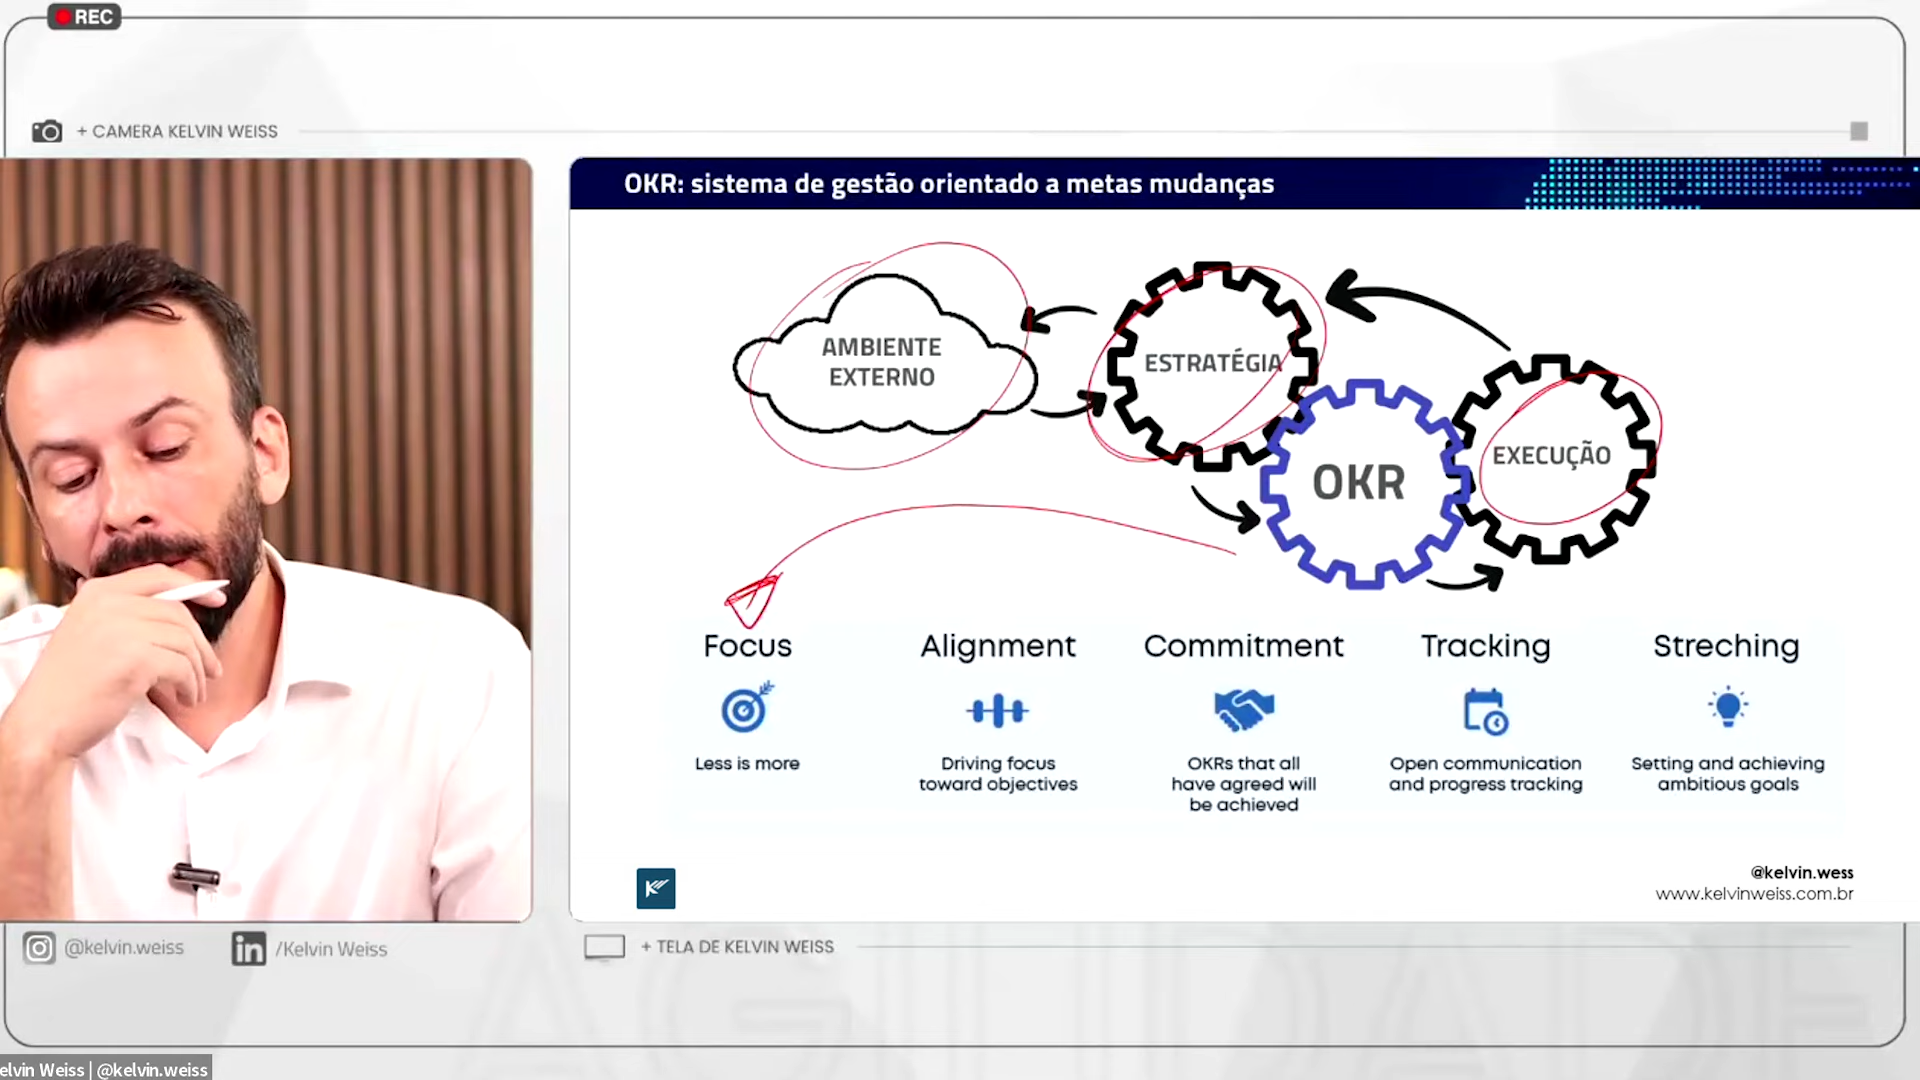 REC
+ CAMERA KELVIN WEISS
OKR: sistema de gestão orientado a metas mudanças
AMBIENTE
EXTERNO
ESTRATÉGIA
OKR
EXECUÇÃO
Focus
Less is more
Alignment
Driving focus
toward objectives
Commitment
OKRs that all
have agreed will
be achieved
Tracking
Open communication
and progress tracking
Streching
Setting and achieving
ambitious goals
@kelvin.wess
www.kelvinweiss.com.br
@kelvin.weiss
/Kelvin Weiss
+ TELA DE KELVIN WEISS
AGILIDADE
elvin Weiss | @kelvin.weiss